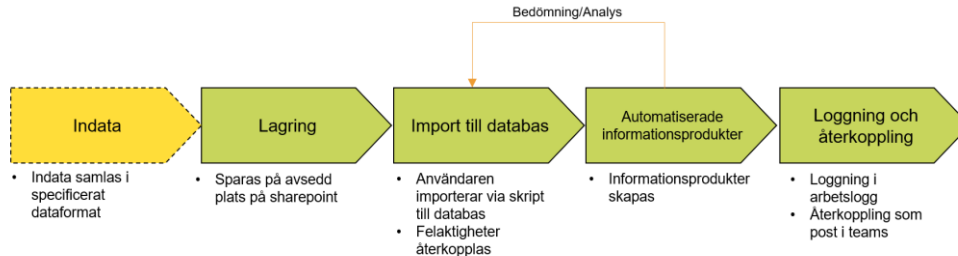 Bedömning/Analys
Indata
Lagring
Import till databas
Automatiserade
informationsprodukter
Loggning och
återkoppling
• Indata samlas i
specificerat
dataformat
• Sparas på avsedd
plats på sharepoint
• Användaren
importerar via skript
till databas
• Felaktigheter
återkopplas
• Informationsprodukter
skapas
• Loggning i
arbetslogg
• Återkoppling som
post i teams